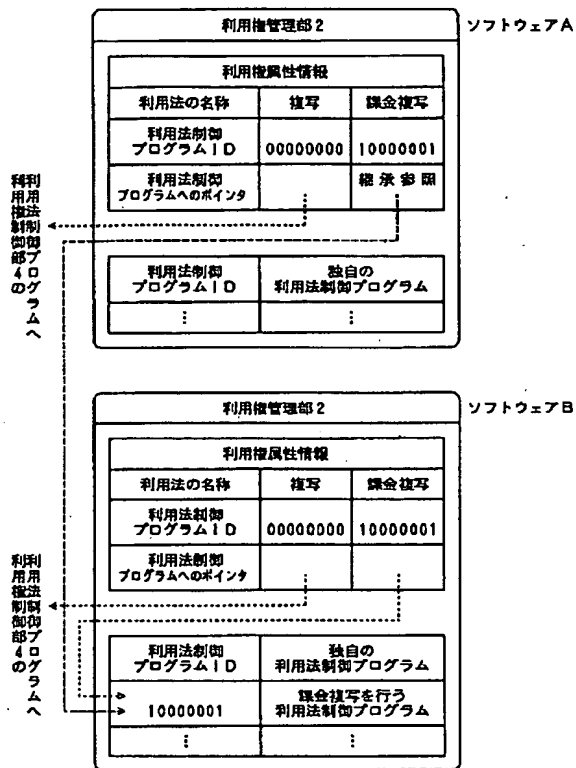 利用権管理部2
ソフトウェアA
利用権属性情報
利用法の名称
複写
課金複写
利用法制御
プログラムID
00000000
10000001
利用法制御
プログラムへのポインタ
継承参照
利用権制御部4の
利用法制御プログラムへ
利用法制御
プログラムID
独自の
利用法制御プログラム
⋮
⋮
利用権管理部2
ソフトウェアB
利用権属性情報
利用法の名称
複写
課金複写
利用法制御
プログラムID
00000000
10000001
利用法制御
プログラムへのポインタ
利用権制御部4の
利用法制御プログラムへ
利用法制御
プログラムID
独自の
利用法制御プログラム
10000001
課金複写を行う
利用法制御プログラム
⋮
⋮